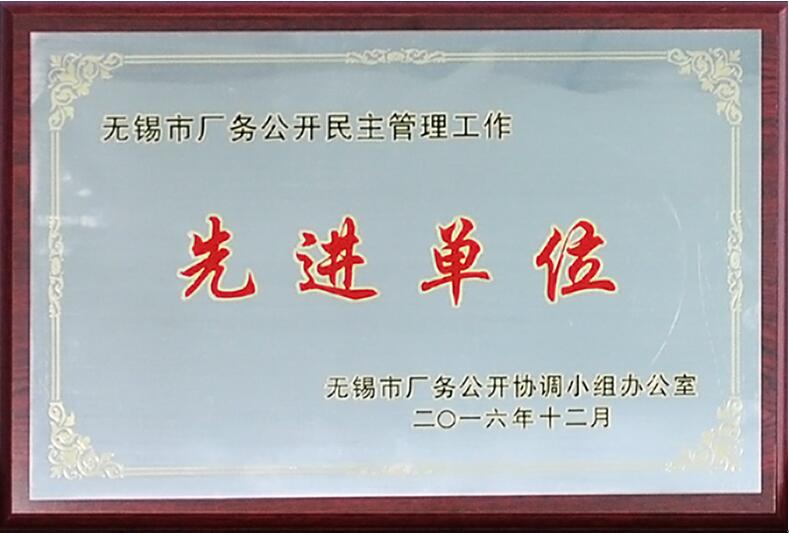 无锡市厂务公开民主管理工作
先进单位
无锡市厂务公开协调小组办公室
二〇一六年十二月